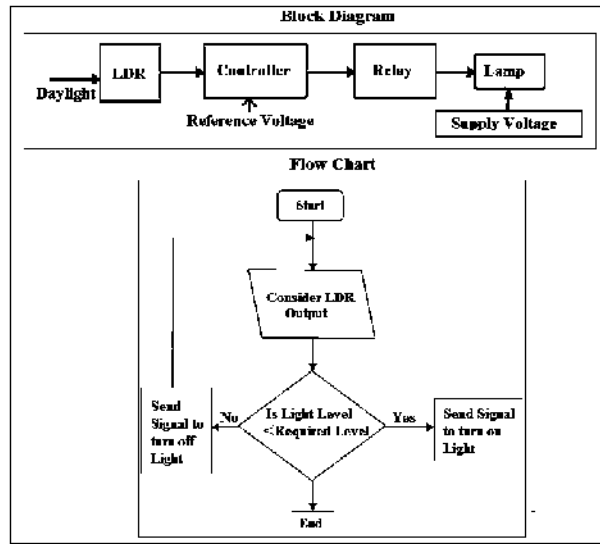 Block Diagram
LDR
Controller
Relay
Lamp
Daylight
Reference Voltage
Supply Voltage
Flow Chart
Start
Consider LDR
Output
Is Light Level
<Required Level
No
Yes
Send
Signal to
turn off
Light
Send Signal
to turn on
Light
End